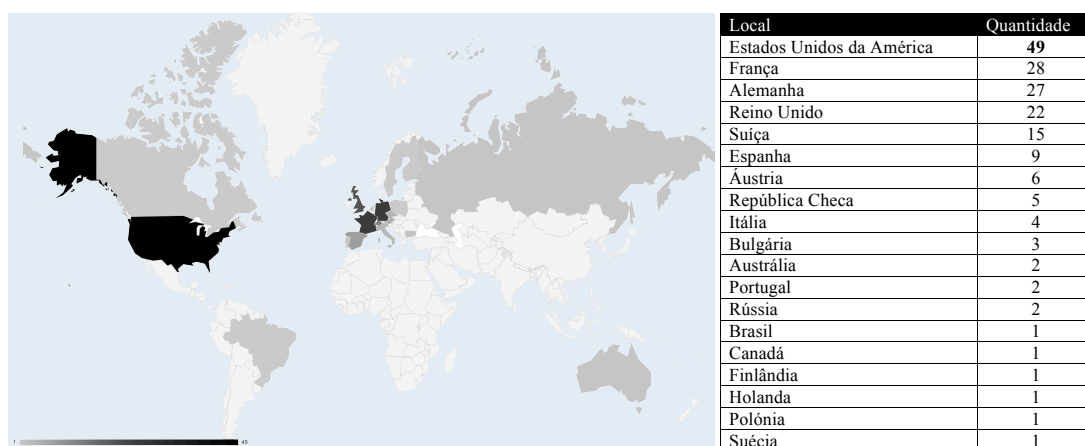 Local Quantidade
Estados Unidos da América 49
França 28
Alemanha 27
Reino Unido 22
Suíça 15
Espanha 9
Áustria 6
República Checa 5
Itália 4
Bulgária 3
Austrália 2
Portugal 2
Rússia 2
Brasil 1
Canadá 1
Finlândia 1
Holanda 1
Polónia 1
Suécia 1
1 49